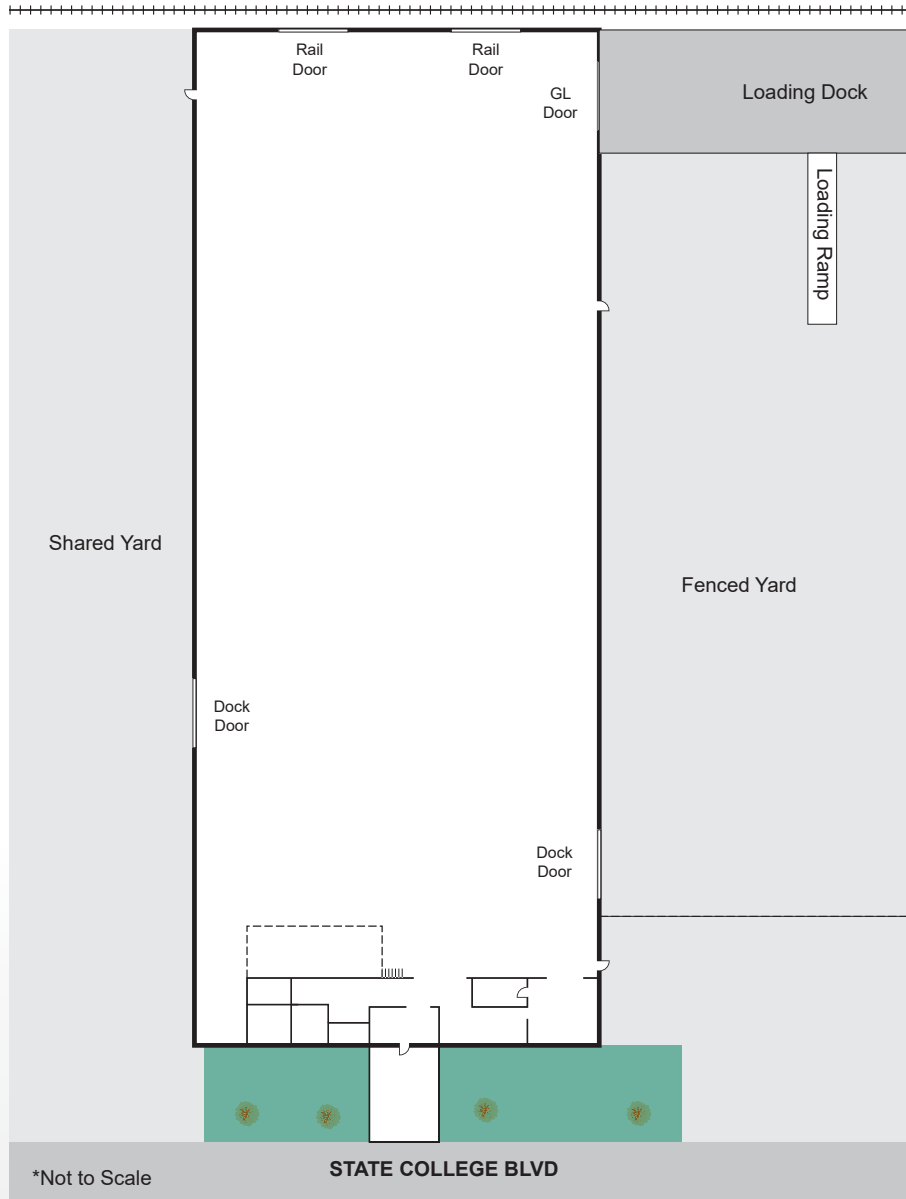 Rail
Door
Rail
Door
GL
Door
Loading Dock
Loading Ramp
Shared Yard
Fenced Yard
Dock
Door
Dock
Door
*Not to Scale
STATE COLLEGE BLVD